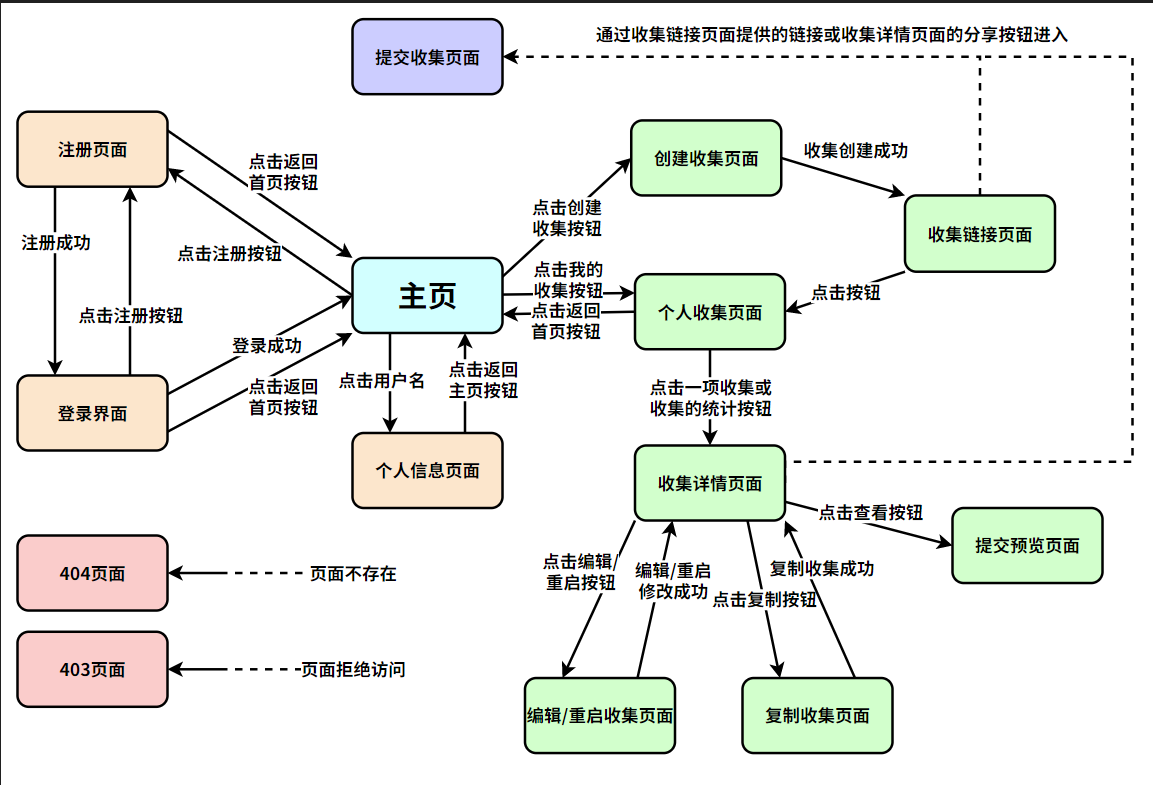 通过收集链接页面提供的链接或收集详情页面的分享按钮进入
提交收集页面
注册页面
创建收集页面
收集创建成功
点击返回
首页按钮
点击创建
收集按钮
收集链接页面
注册成功
点击注册按钮
主页
点击我的
收集按钮
点击按钮
点击注册按钮
点击返回
首页按钮
个人收集页面
登录成功
点击返回
首页按钮
点击用户名
点击返回
主页按钮
点击一项收集或
收集的统计按钮
登录界面
个人信息页面
收集详情页面
点击查看按钮
提交预览页面
404页面
页面不存在
点击编辑/
重启按钮
编辑/重启
修改成功
复制收集成功
点击复制按钮
403页面
页面拒绝访问
编辑/重启收集页面
复制收集页面